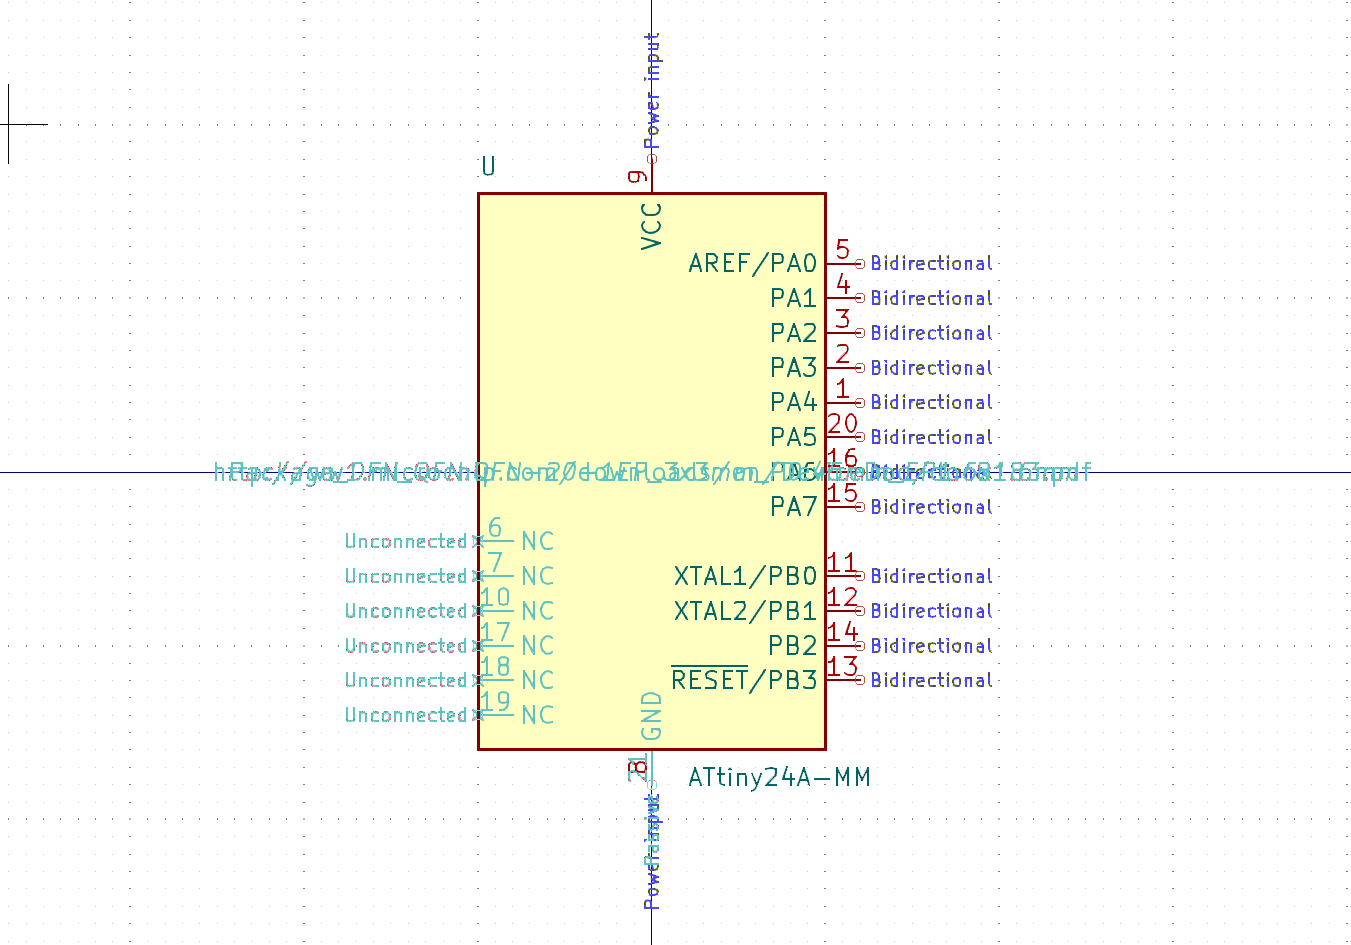 Power input
U
9
VCC
AREF/PA0 5 Bidirectional
PA1 4 Bidirectional
PA2 3 Bidirectional
PA3 2 Bidirectional
PA4 1 Bidirectional
PA5 20 Bidirectional
PA6 16 Bidirectional
PA7 15 Bidirectional
Unconnected 6 NC
Unconnected 7 NC XTAL1/PB0 11 Bidirectional
Unconnected 10 NC XTAL2/PB1 12 Bidirectional
Unconnected 17 NC PB2 14 Bidirectional
Unconnected 18 NC RESET/PB3 13 Bidirectional
Unconnected 19 NC
GND
8
21
ATtiny24A-MM
Power input